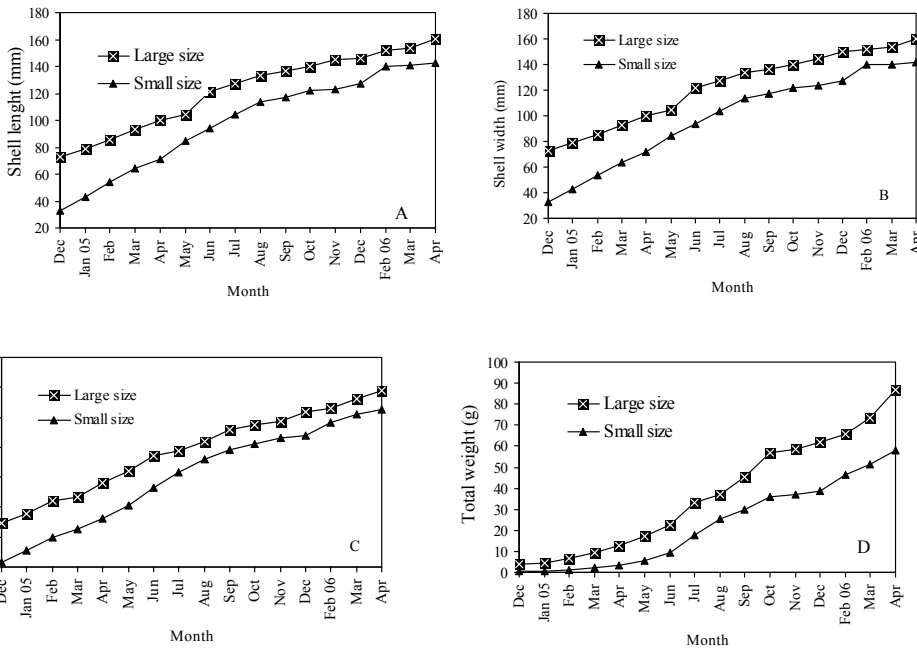 Shell lenght (mm)
160
140
120
100
80
60
40
20
Large size
Small size
A
Dec
Jan 05
Feb
Mar
Apr
May
Jun
Jul
Aug
Sep
Oct
Nov
Dec
Feb 06
Mar
Apr
Month
Shell width (mm)
160
140
120
100
80
60
40
20
Large size
Small size
B
Dec
Jan 05
Feb
Mar
Apr
May
Jun
Jul
Aug
Sep
Oct
Nov
Dec
Feb 06
Mar
Apr
Month
Large size
Small size
C
Dec
Jan 05
Feb
Mar
Apr
May
Jun
Jul
Aug
Sep
Oct
Nov
Dec
Feb 06
Mar
Apr
Month
Total weight (g)
100
90
80
70
60
50
40
30
20
10
0
Large size
Small size
D
Dec
Jan 05
Feb
Mar
Apr
May
Jun
Jul
Aug
Sep
Oct
Nov
Dec
Feb 06
Mar
Apr
Month